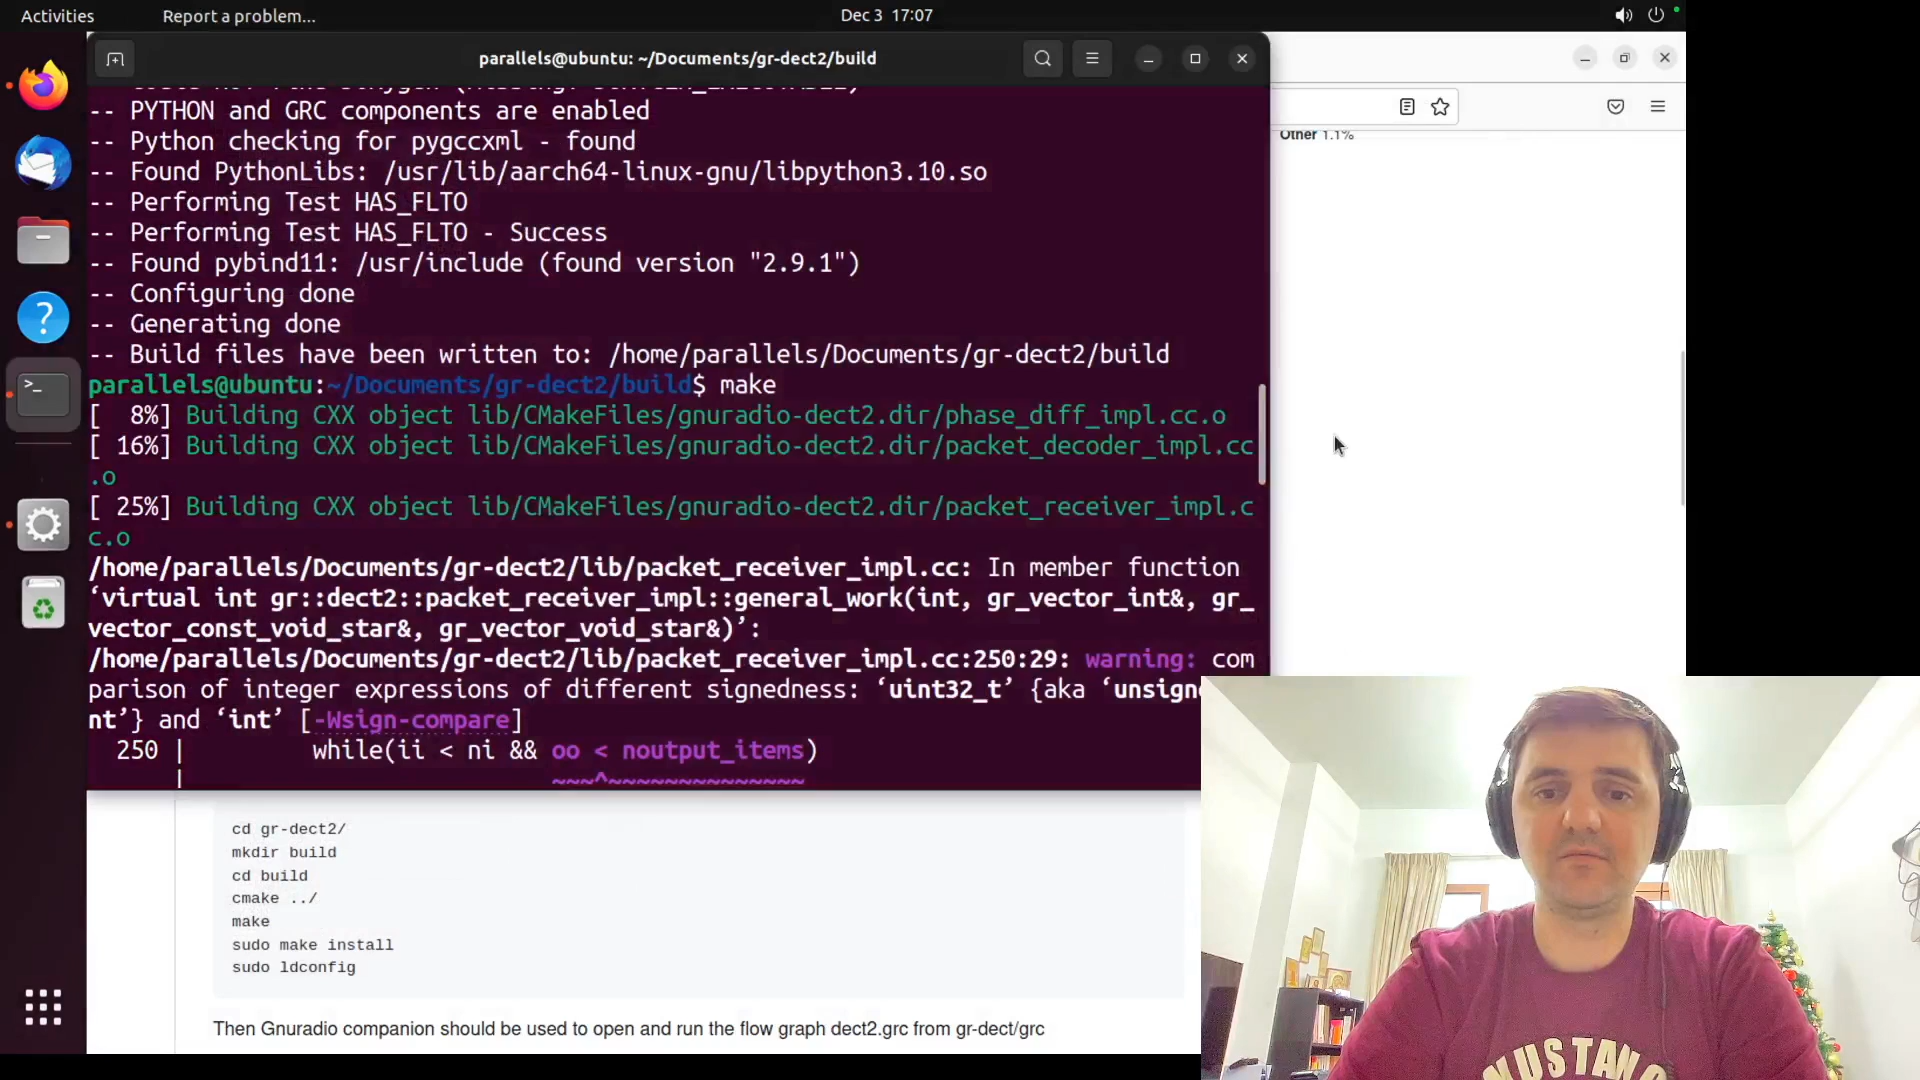 Activities
Report a problem...
Dec 3 17:07
parallels@ubuntu: ~/Documents/gr-dect2/build
-- PYTHON and GRC components are enabled
-- Python checking for pygccxml - found
-- Found PythonLibs: /usr/lib/aarch64-linux-gnu/libpython3.10.so
-- Performing Test HAS_FLTO
-- Performing Test HAS_FLTO - Success
-- Found pybind11: /usr/include (found version "2.9.1")
-- Configuring done
-- Generating done
-- Build files have been written to: /home/parallels/Documents/gr-dect2/build
parallels@ubuntu:~/Documents/gr-dect2/build$ make
[  8%] Building CXX object lib/CMakeFiles/gnuradio-dect2.dir/phase_diff_impl.cc.o
[ 16%] Building CXX object lib/CMakeFiles/gnuradio-dect2.dir/packet_decoder_impl.cc
.o
[ 25%] Building CXX object lib/CMakeFiles/gnuradio-dect2.dir/packet_receiver_impl.c
c.o
/home/parallels/Documents/gr-dect2/lib/packet_receiver_impl.cc: In member function
‘virtual int gr::dect2::packet_receiver_impl::general_work(int, gr_vector_int&, gr_
vector_const_void_star&, gr_vector_void_star&)’:
/home/parallels/Documents/gr-dect2/lib/packet_receiver_impl.cc:250:29: warning: com
parison of integer expressions of different signedness: ‘uint32_t’ {aka ‘unsigne
nt’} and ‘int’ [-Wsign-compare]
250 |         while(ii < ni && oo < noutput_items)
|                          ~~~^~~~~~~~~~~~~~~
Other 1.1%
cd gr-dect2/
mkdir build
cd build
cmake ../
make
sudo make install
sudo ldconfig
Then Gnuradio companion should be used to open and run the flow graph dect2.grc from gr-dect/grc
MUSTANG